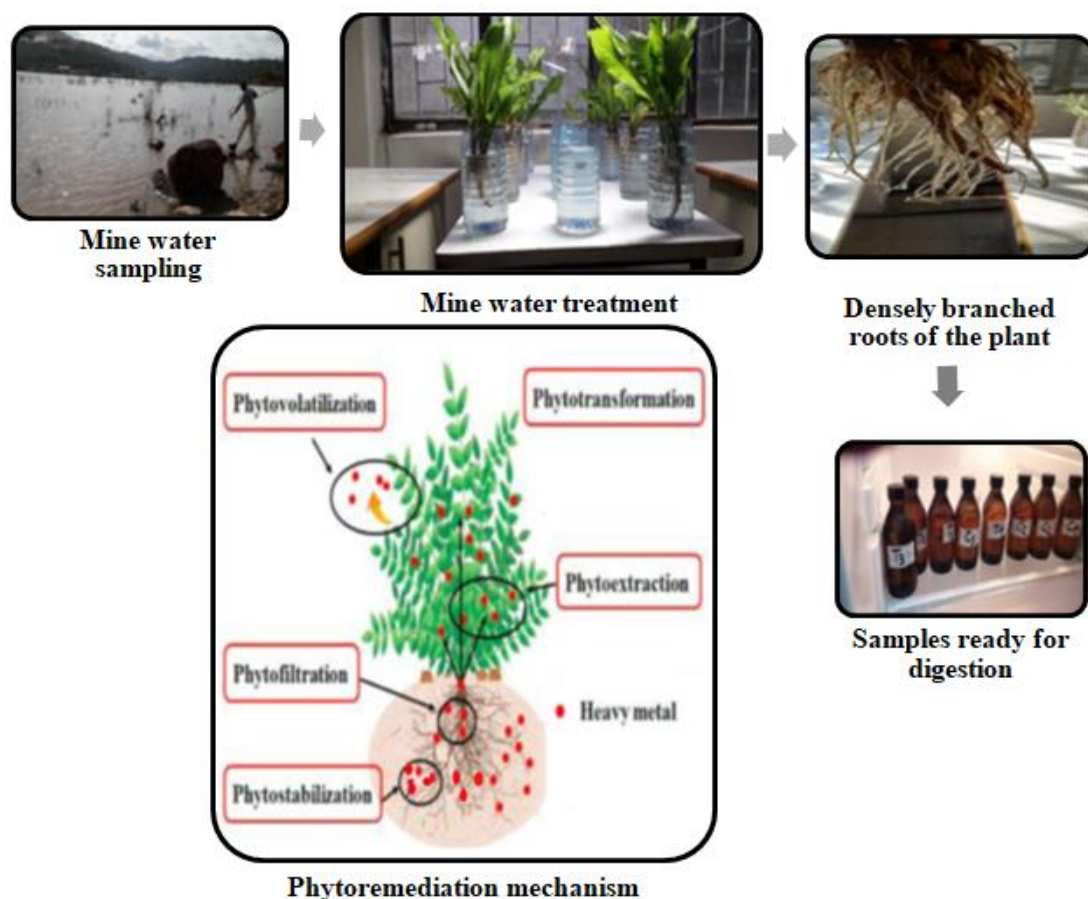 Mine water
sampling
Mine water treatment
Densely branched
roots of the plant
Phytovolatilization
Phytotransformation
Phytoextraction
Phytofiltration
Heavy metal
Phytostabilization
Samples ready for
digestion
Phytoremediation mechanism